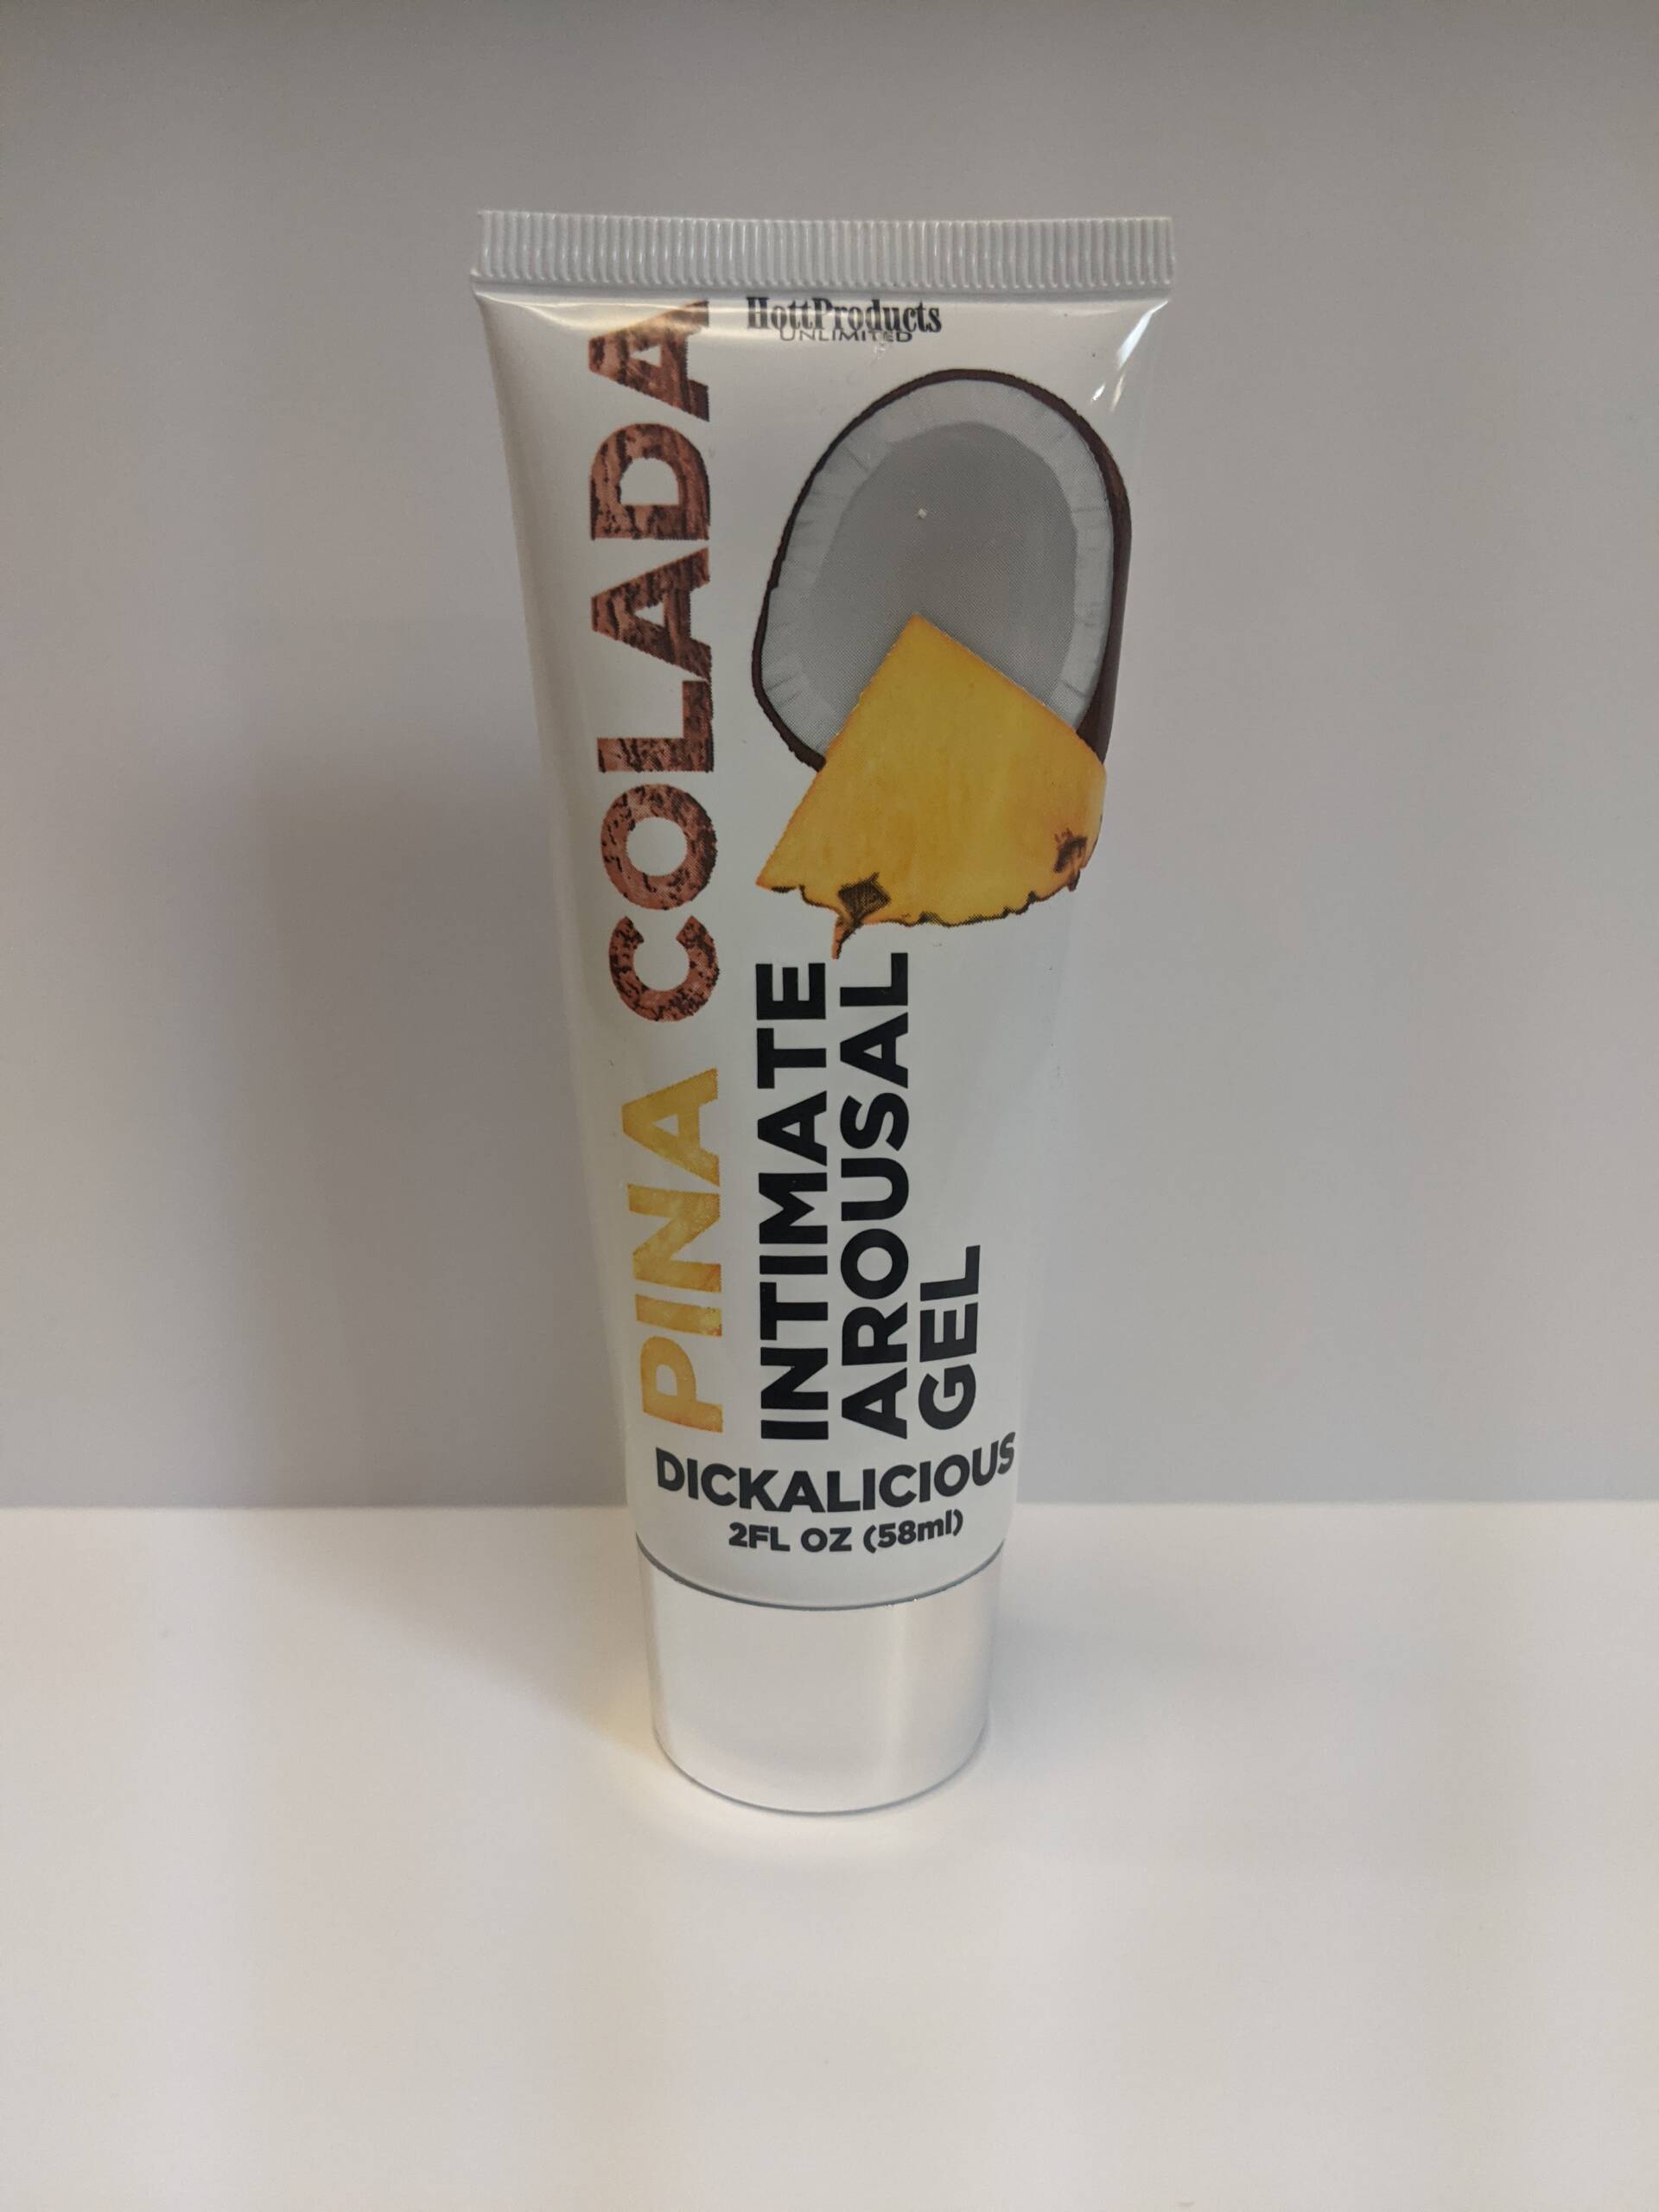 HottProducts
UNLIMITED
PINA COLADA
INTIMATE
AROUSAL
GEL
DICKALICIOUS
2FL OZ (58ml)